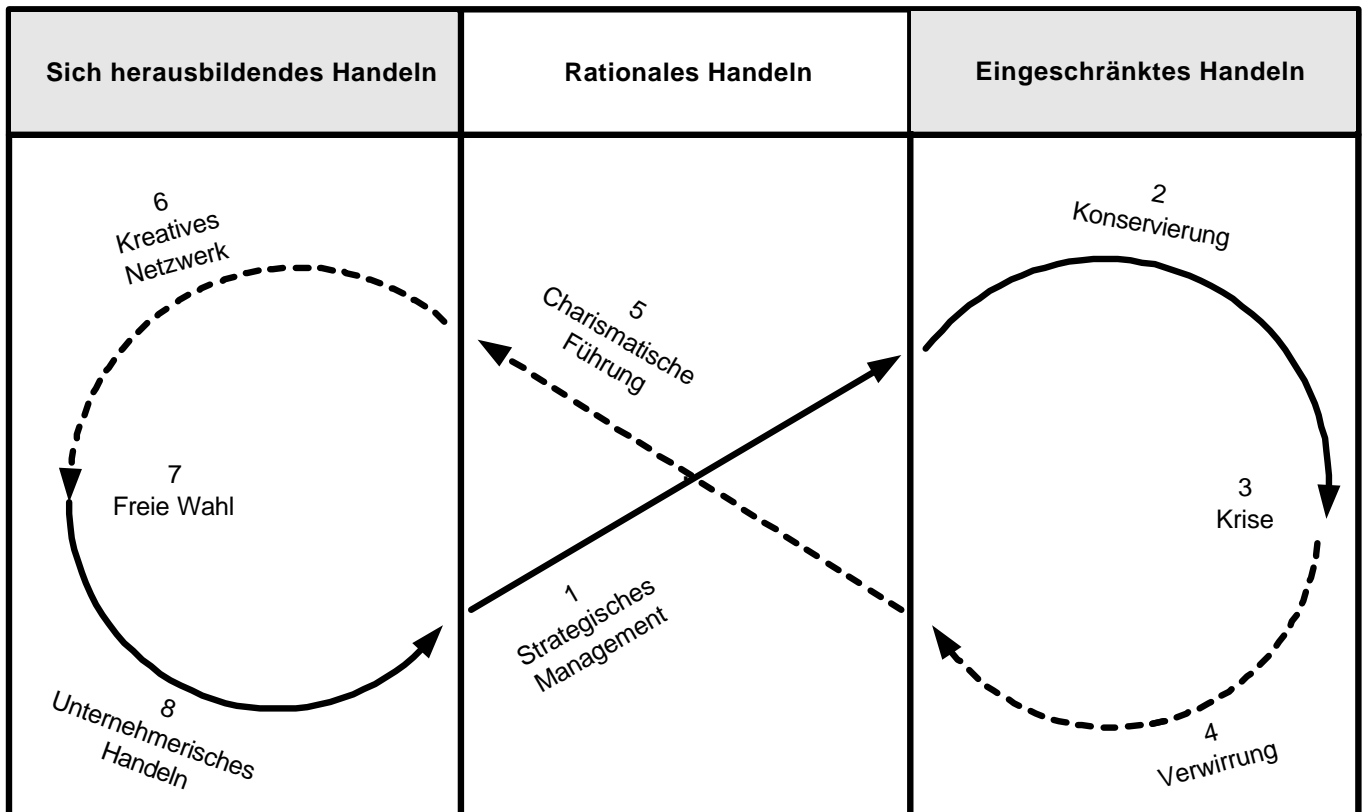 Sich herausbildendes Handeln
Rationales Handeln
Eingeschränktes Handeln
6
Kreatives
Netzwerk
7
Freie Wahl
8
Unternehmerisches
Handeln
5
Charismatische
Führung
1
Strategisches
Management
2
Konservierung
3
Krise
4
Verwirrung